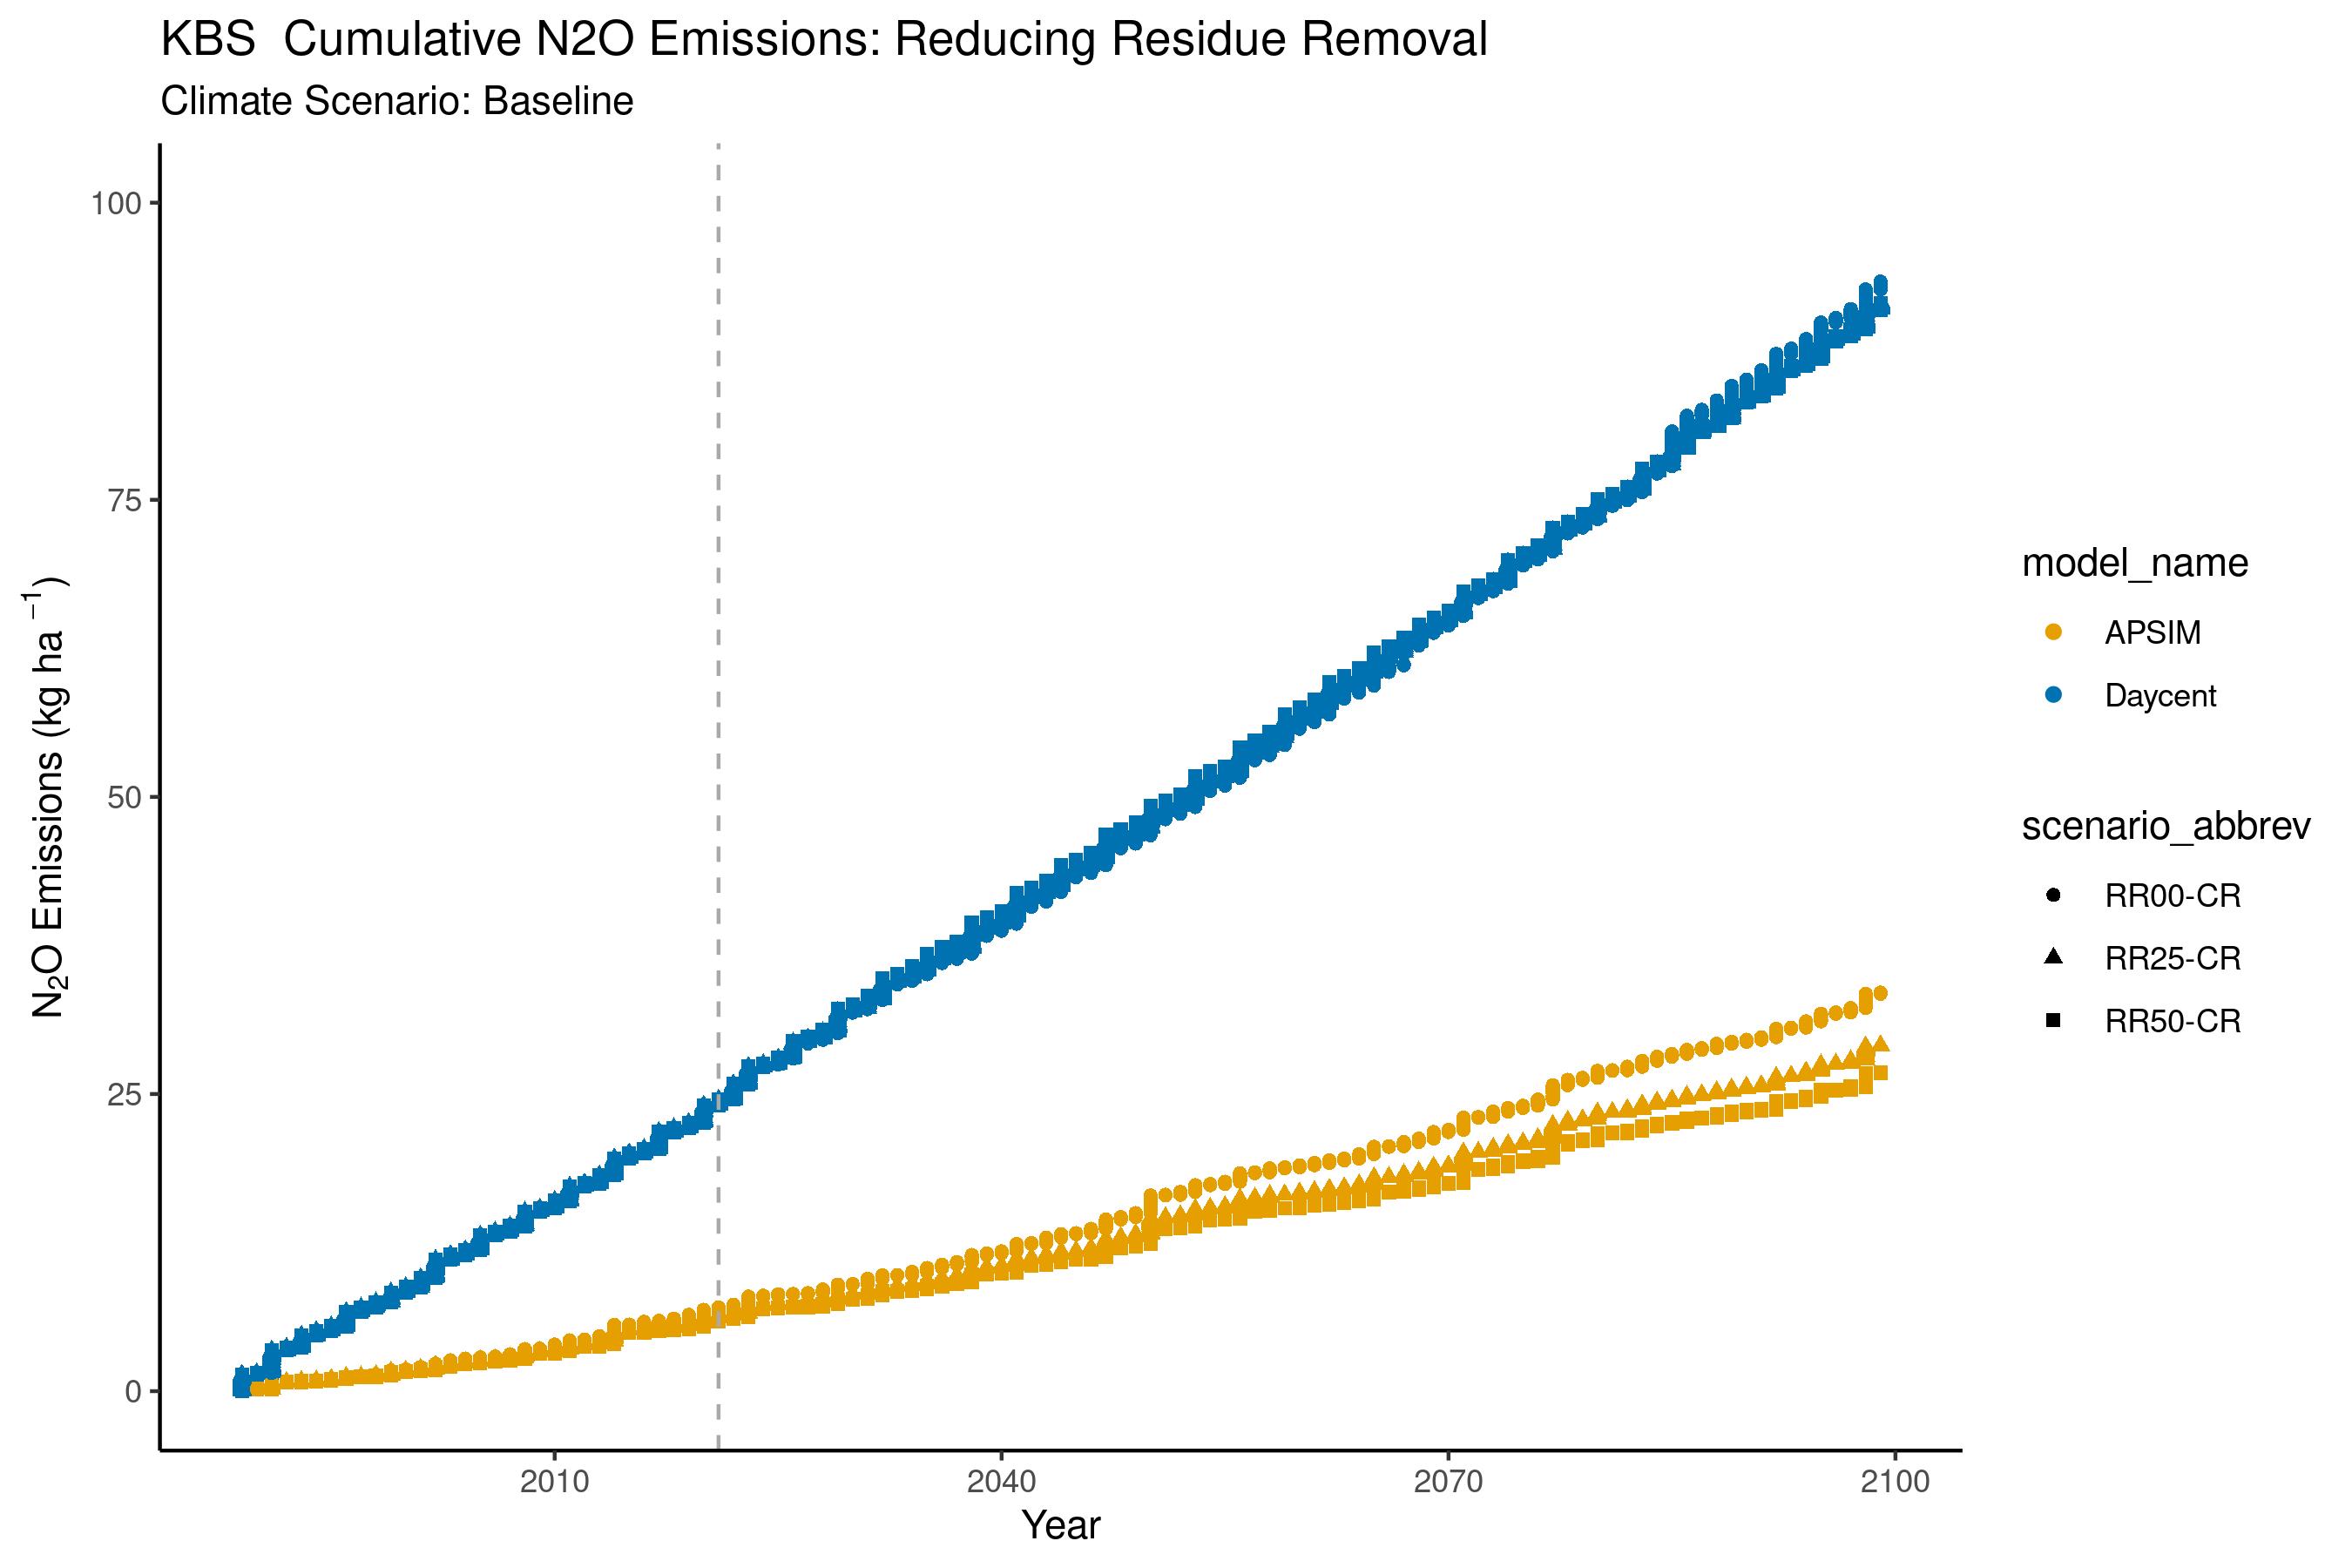 KBS  Cumulative N2O Emissions: Reducing Residue Removal
Climate Scenario: Baseline
N₂O Emissions (kg ha ⁻¹)
100
75
50
25
0
2010
2040
2070
2100
Year
model_name
APSIM
Daycent
scenario_abbrev
RR00-CR
RR25-CR
RR50-CR